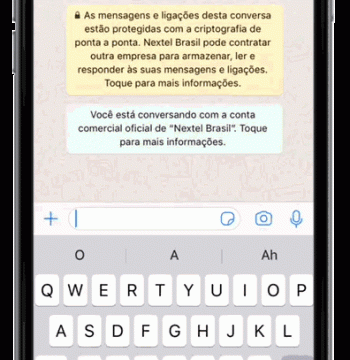 🔒 As mensagens e ligações desta conversa
estão protegidas com a criptografia de
ponta a ponta. Nextel Brasil pode contratar
outra empresa para armazenar, ler e
responder às suas mensagens e ligações.
Toque para mais informações.
Você está conversando com a conta
comercial oficial de “Nextel Brasil”. Toque
para mais informações.
O A Ah
Q W E R T Y U I O P
A S D F G H J K L